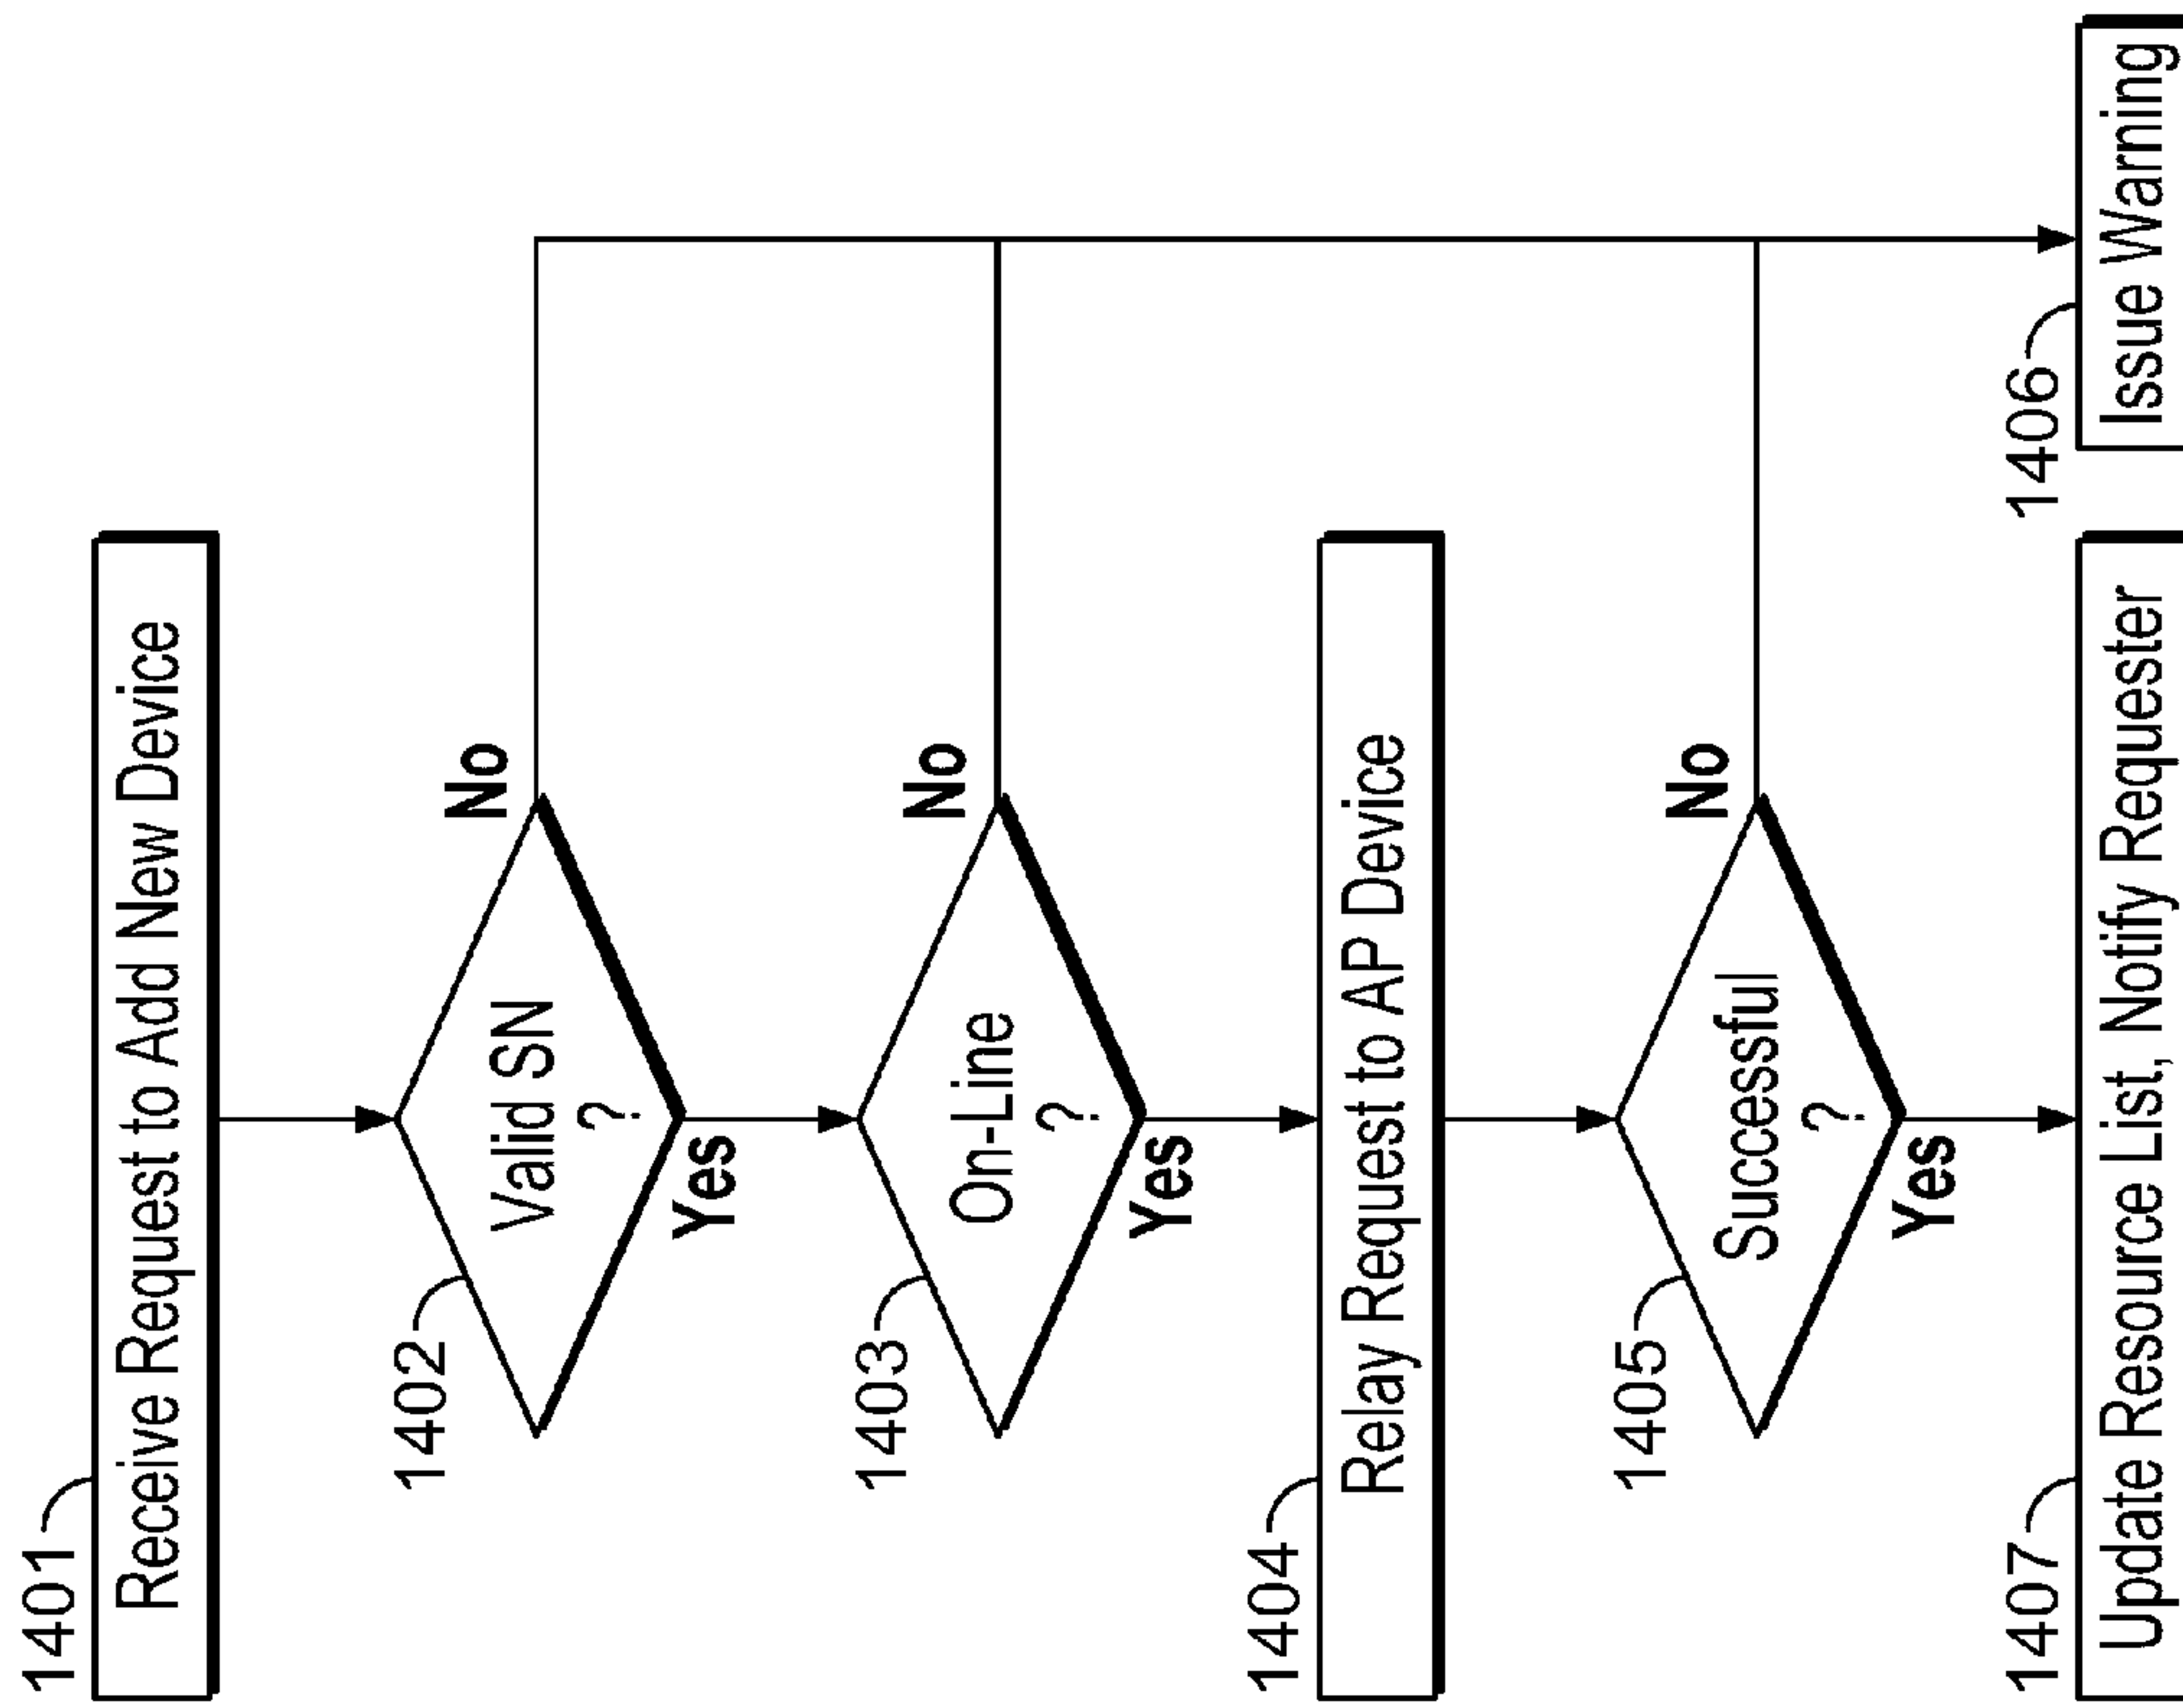 1401
Receive Request to Add New Device
1402
Valid SN
?
No
Yes
1403
On-Line
?
No
Yes
1404
Relay Request to AP Device
1405
Successful
?
No
Yes
1406
Issue Warning
1407
Update Resource List, Notify Requester